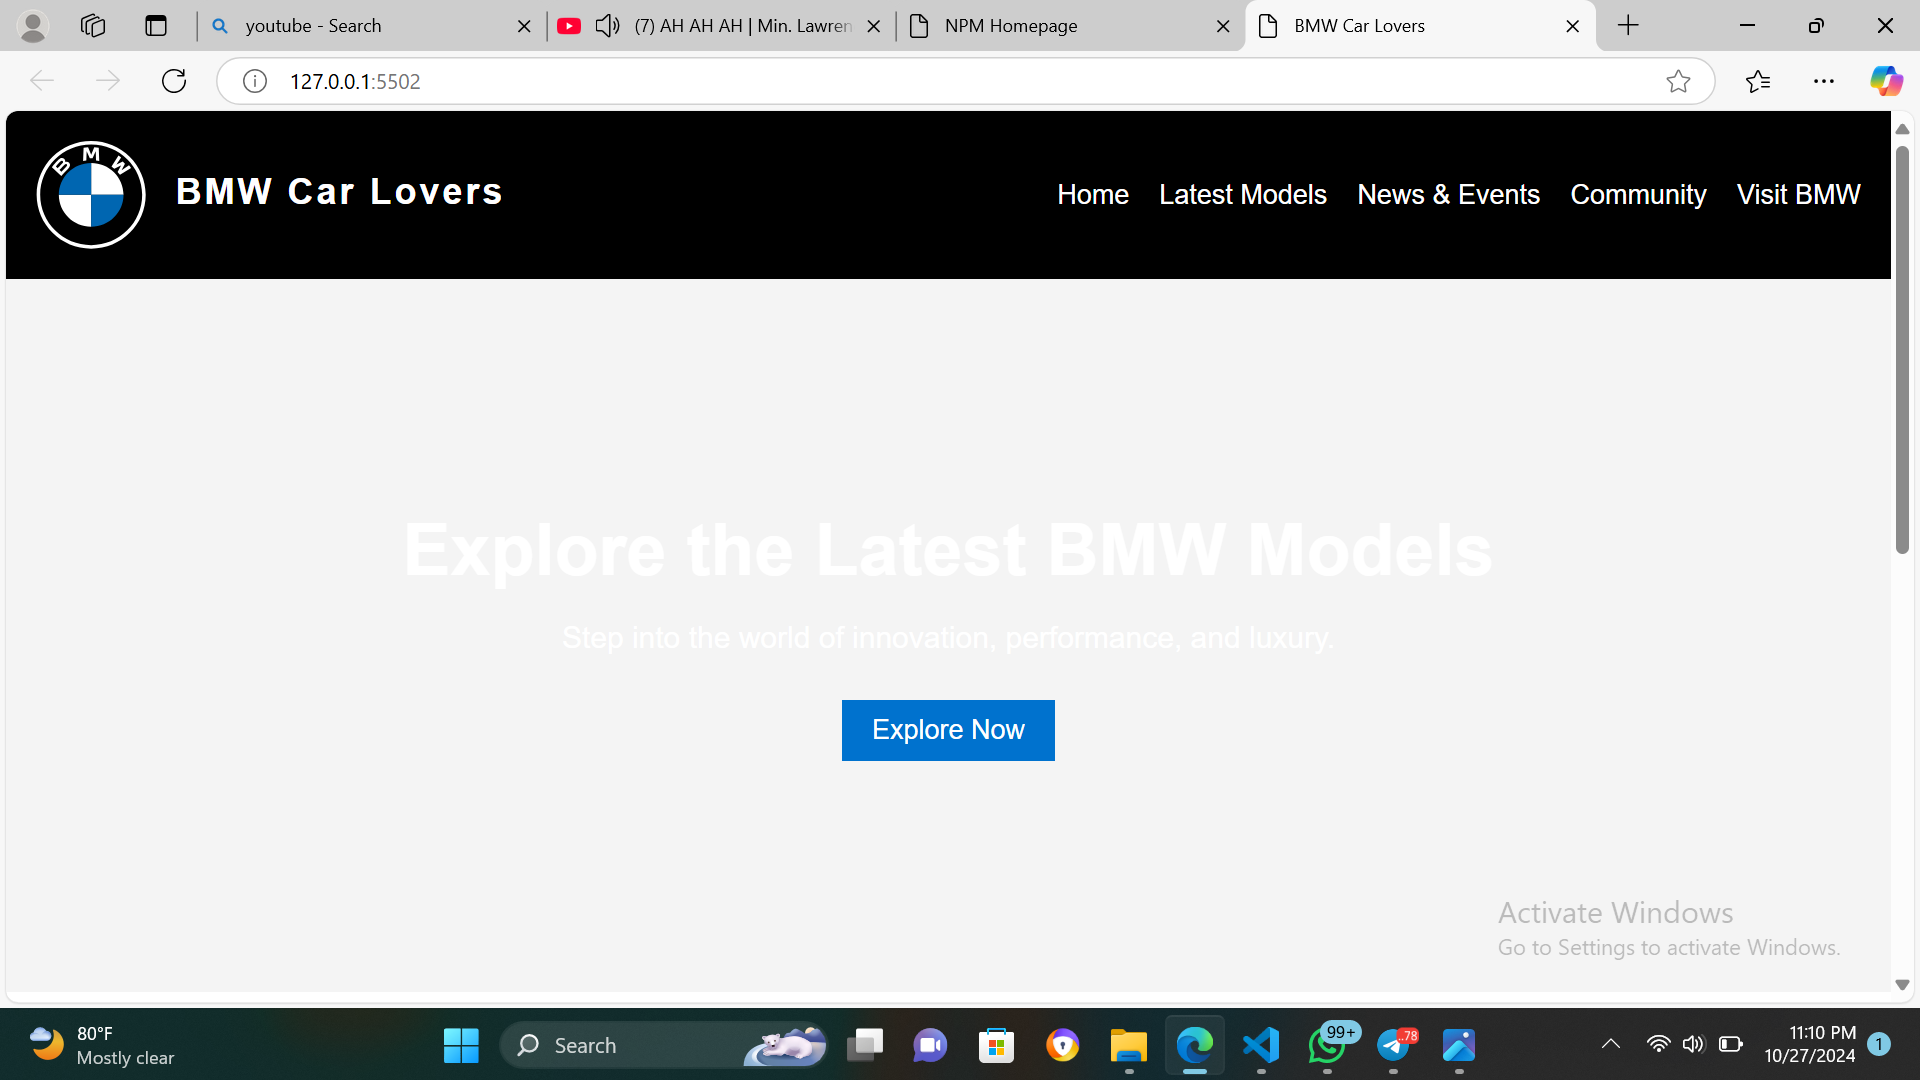 youtube - Search
(7) AH AH AH | Min. Lawren
NPM Homepage
BMW Car Lovers
127.0.0.1:5502
BMW
BMW Car Lovers
Home
Latest Models
News & Events
Community
Visit BMW
Explore the Latest BMW Models
Step into the world of innovation, performance, and luxury.
Explore Now
Activate Windows
Go to Settings to activate Windows.
80°F
Mostly clear
Search
99+
..78
11:10 PM
10/27/2024
1